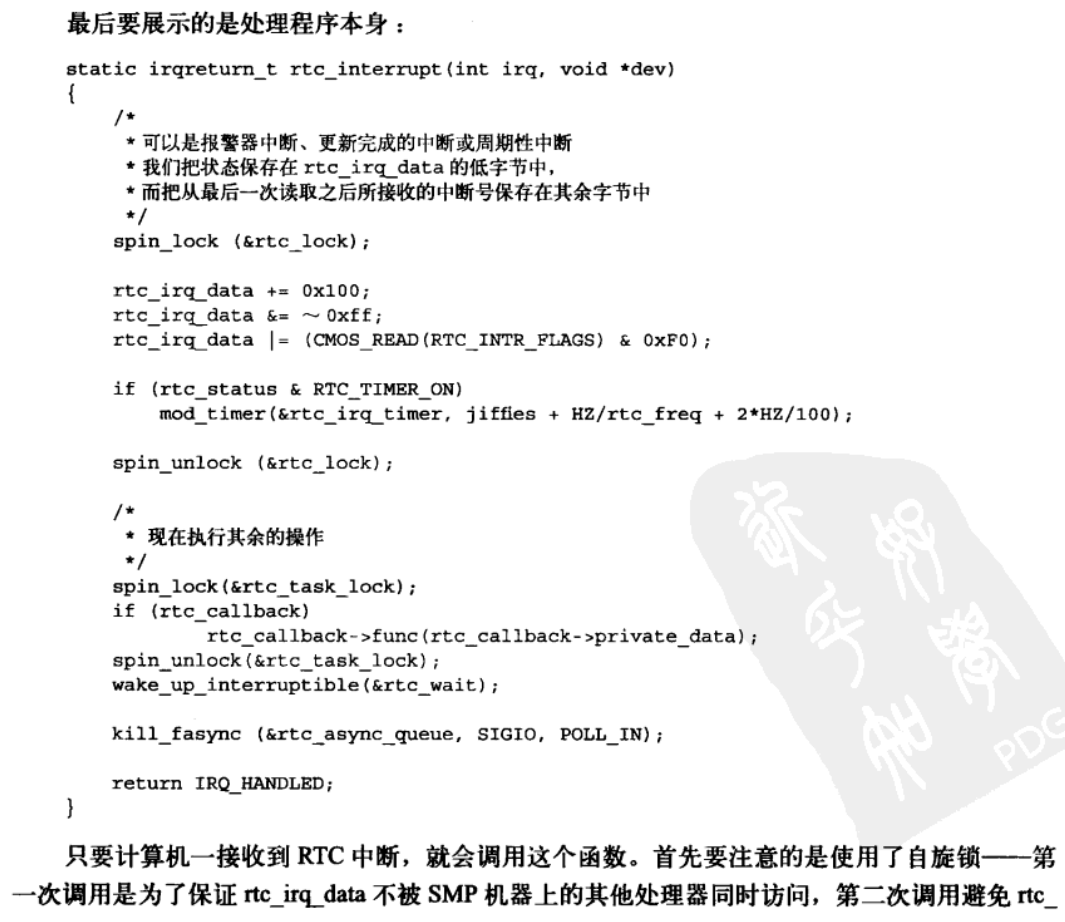 最后要展示的是处理程序本身：
static irqreturn_t rtc_interrupt(int irq, void *dev)
{
/*
* 可以是报警器中断、更新完成的中断或周期性中断
* 我们把状态保存在 rtc_irq_data 的低字节中，
* 而把从最后一次读取之后所接收的中断号保存在其余字节中
*/
spin_lock (&rtc_lock);
rtc_irq_data += 0x100;
rtc_irq_data &= ～0xff;
rtc_irq_data |= (CMOS_READ(RTC_INTR_FLAGS) & 0xF0);
if (rtc_status & RTC_TIMER_ON)
mod_timer(&rtc_irq_timer, jiffies + HZ/rtc_freq + 2*HZ/100);
spin_unlock (&rtc_lock);
/*
* 现在执行其余的操作
*/
spin_lock(&rtc_task_lock);
if (rtc_callback)
rtc_callback->func(rtc_callback->private_data);
spin_unlock(&rtc_task_lock);
wake_up_interruptible(&rtc_wait);
kill_fasync (&rtc_async_queue, SIGIO, POLL_IN);
return IRQ_HANDLED;
}
只要计算机一接收到 RTC 中断，就会调用这个函数。首先要注意的是使用了自旋锁——第
一次调用是为了保证 rtc_irq_data 不被 SMP 机器上的其他处理器同时访问，第二次调用避免 rtc_
PDG